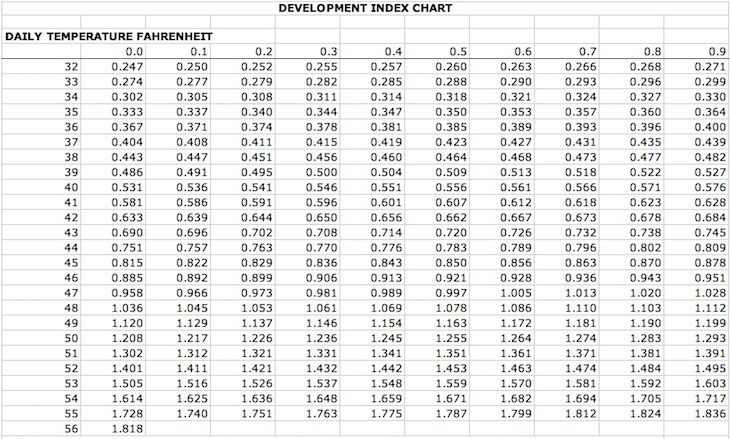 DEVELOPMENT INDEX CHART
DAILY TEMPERATURE FAHRENHEIT
0.0 0.1 0.2 0.3 0.4 0.5 0.6 0.7 0.8 0.9
32 0.247 0.250 0.252 0.255 0.257 0.260 0.263 0.266 0.268 0.271
33 0.274 0.277 0.279 0.282 0.285 0.288 0.290 0.293 0.296 0.299
34 0.302 0.305 0.308 0.311 0.314 0.318 0.321 0.324 0.327 0.330
35 0.333 0.337 0.340 0.344 0.347 0.350 0.353 0.357 0.360 0.364
36 0.367 0.371 0.374 0.378 0.381 0.385 0.389 0.393 0.396 0.400
37 0.404 0.408 0.411 0.415 0.419 0.423 0.427 0.431 0.435 0.439
38 0.443 0.447 0.451 0.456 0.460 0.464 0.468 0.473 0.477 0.482
39 0.486 0.491 0.495 0.500 0.504 0.509 0.513 0.518 0.522 0.527
40 0.531 0.536 0.541 0.546 0.551 0.556 0.561 0.566 0.571 0.576
41 0.581 0.586 0.591 0.596 0.601 0.607 0.612 0.618 0.623 0.628
42 0.633 0.639 0.644 0.650 0.656 0.662 0.667 0.673 0.678 0.684
43 0.690 0.696 0.702 0.708 0.714 0.720 0.726 0.732 0.738 0.745
44 0.751 0.757 0.763 0.770 0.776 0.783 0.789 0.796 0.802 0.809
45 0.815 0.822 0.829 0.836 0.843 0.850 0.856 0.863 0.870 0.878
46 0.885 0.892 0.899 0.906 0.913 0.921 0.928 0.936 0.943 0.951
47 0.958 0.966 0.973 0.981 0.989 0.997 1.005 1.013 1.020 1.028
48 1.036 1.045 1.053 1.061 1.069 1.078 1.086 1.110 1.103 1.112
49 1.120 1.129 1.137 1.146 1.154 1.163 1.172 1.181 1.190 1.199
50 1.208 1.217 1.226 1.236 1.245 1.255 1.264 1.274 1.283 1.293
51 1.302 1.312 1.321 1.331 1.341 1.351 1.361 1.371 1.381 1.391
52 1.401 1.411 1.421 1.432 1.442 1.453 1.463 1.474 1.484 1.495
53 1.505 1.516 1.526 1.537 1.548 1.559 1.570 1.581 1.592 1.603
54 1.614 1.625 1.636 1.648 1.659 1.671 1.682 1.694 1.705 1.717
55 1.728 1.740 1.751 1.763 1.775 1.787 1.799 1.812 1.824 1.836
56 1.818